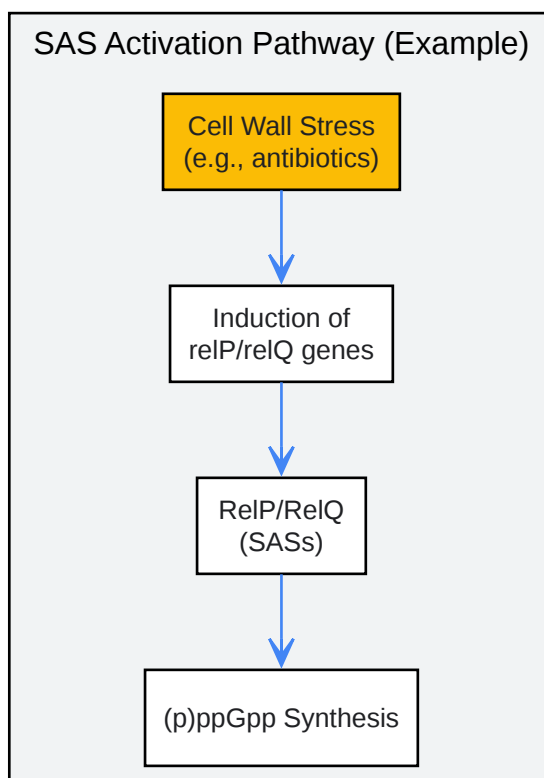 SAS Activation Pathway (Example)
Cell Wall Stress
(e.g., antibiotics)
Induction of
relP/relQ genes
RelP/RelQ
(SASs)
(p)ppGpp Synthesis